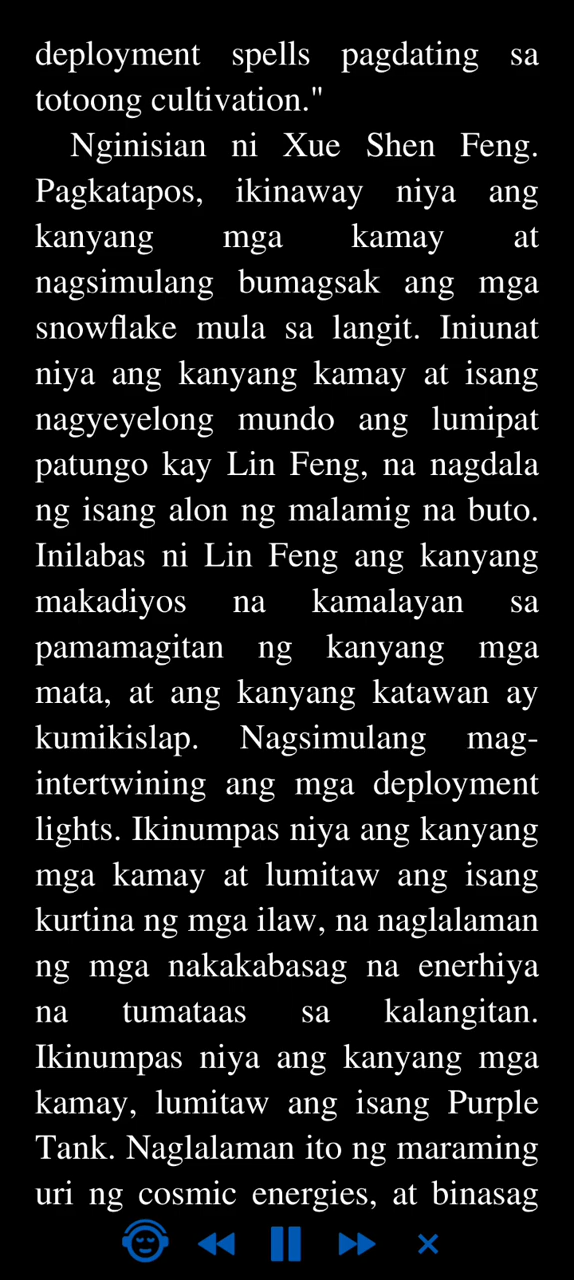 deployment spells pagdating sa
totoong cultivation."
Nginisian ni Xue Shen Feng.
Pagkatapos, ikinaway niya ang
kanyang mga kamay at
nagsimulang bumagsak ang mga
snowflake mula sa langit. Iniunat
niya ang kanyang kamay at isang
nagyeyelong mundo ang lumipat
patungo kay Lin Feng, na nagdala
ng isang alon ng malamig na buto.
Inilabas ni Lin Feng ang kanyang
makadiyos na kamalayan sa
pamamagitan ng kanyang mga
mata, at ang kanyang katawan ay
kumikislap. Nagsimulang mag-
intertwining ang mga deployment
lights. Ikinumpas niya ang kanyang
mga kamay at lumitaw ang isang
kurtina ng mga ilaw, na naglalaman
ng mga nakakabasag na enerhiya
na tumataas sa kalangitan.
Ikinumpas niya ang kanyang mga
kamay, lumitaw ang isang Purple
Tank. Naglalaman ito ng maraming
uri ng cosmic energies, at binasag